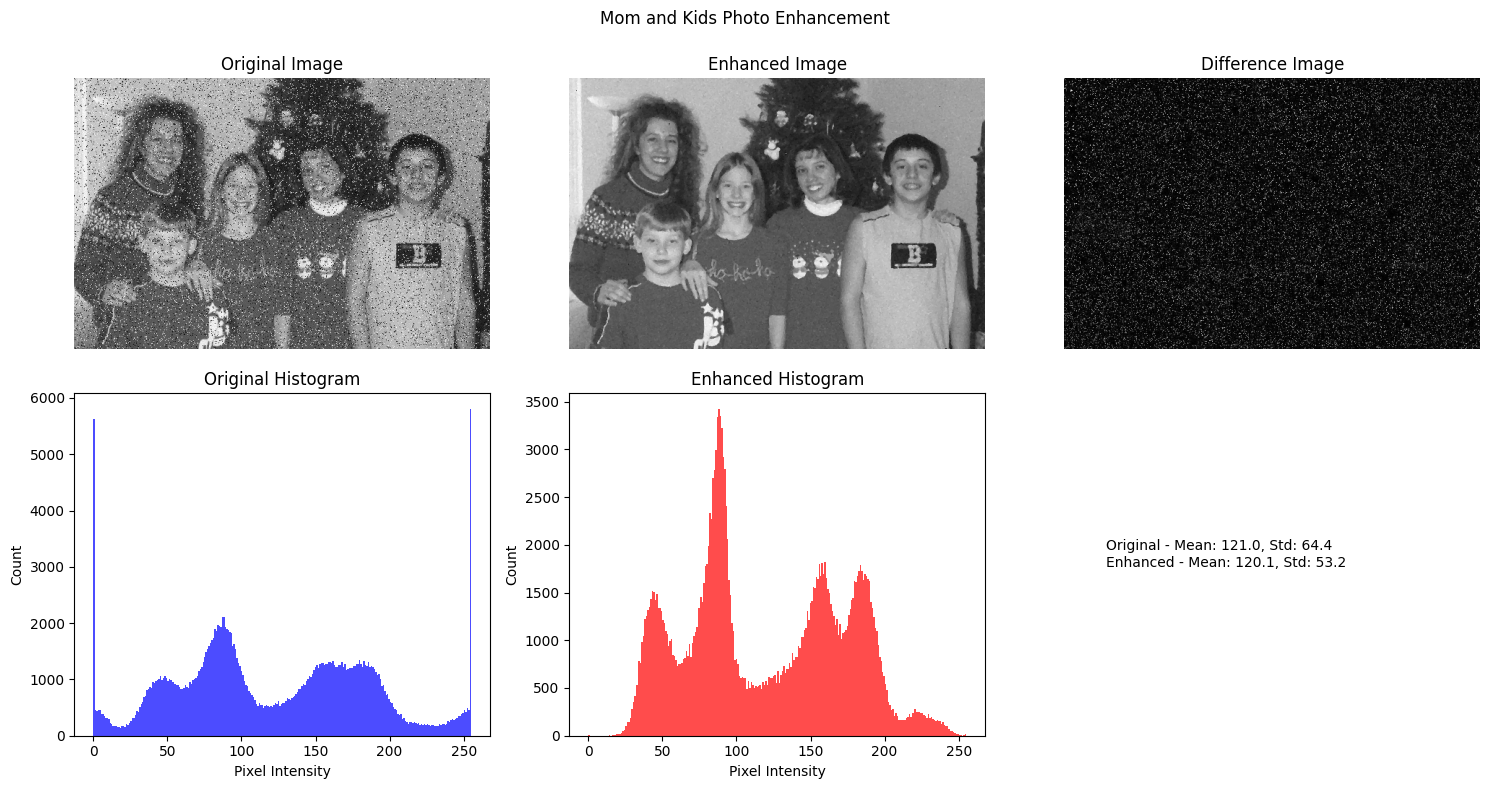 Mom and Kids Photo Enhancement
Original Image
Enhanced Image
Difference Image
B
ha-ha-ha
B
Original Histogram
Enhanced Histogram
6000
5000
4000
3000
2000
1000
0
Count
0 50 100 150 200 250
Pixel Intensity
3500
3000
2500
2000
1500
1000
500
0
Count
0 50 100 150 200 250
Pixel Intensity
Original - Mean: 121.0, Std: 64.4
Enhanced - Mean: 120.1, Std: 53.2